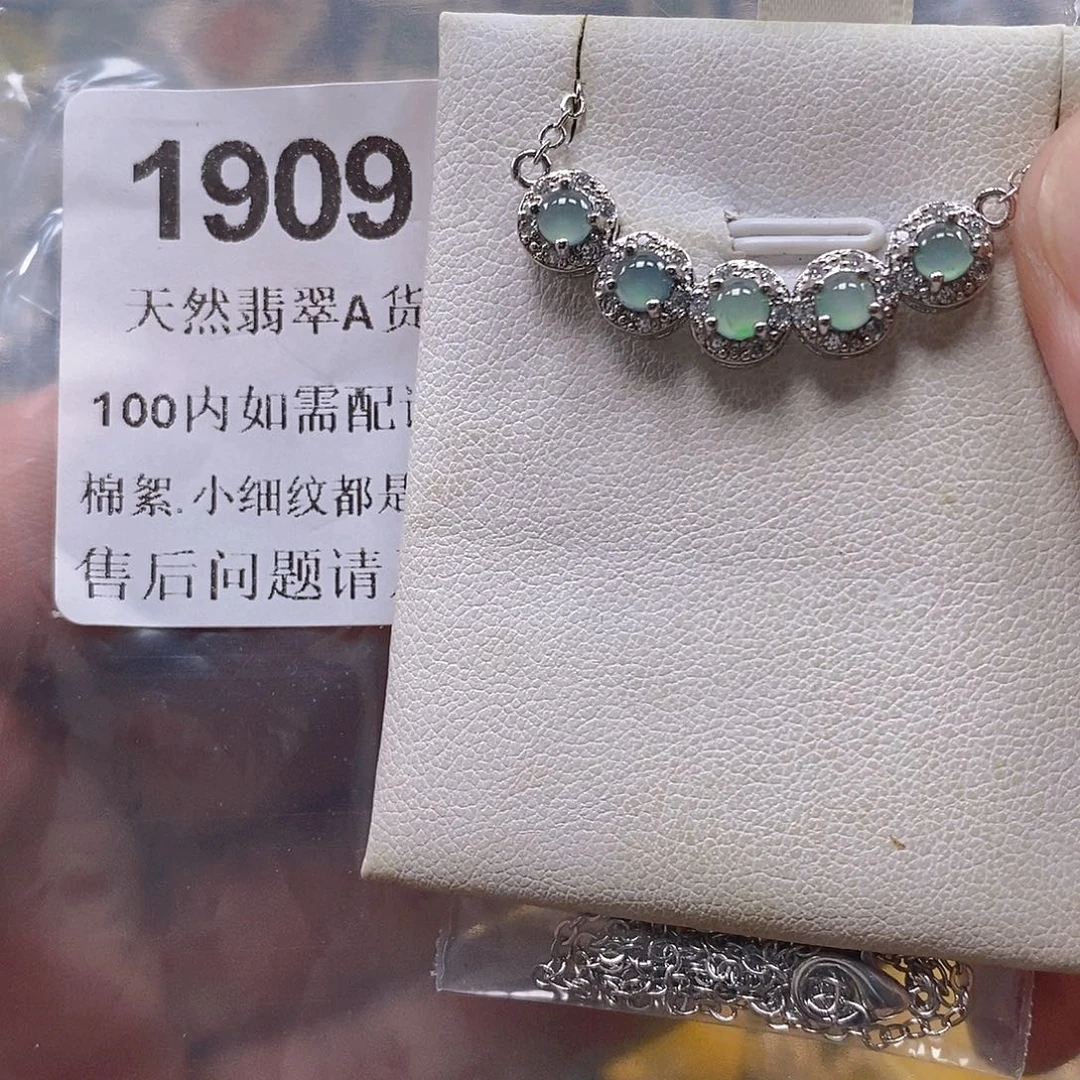 1909
天然翡翠A货
100内如需配
棉絮.小细纹都是
售后问题请